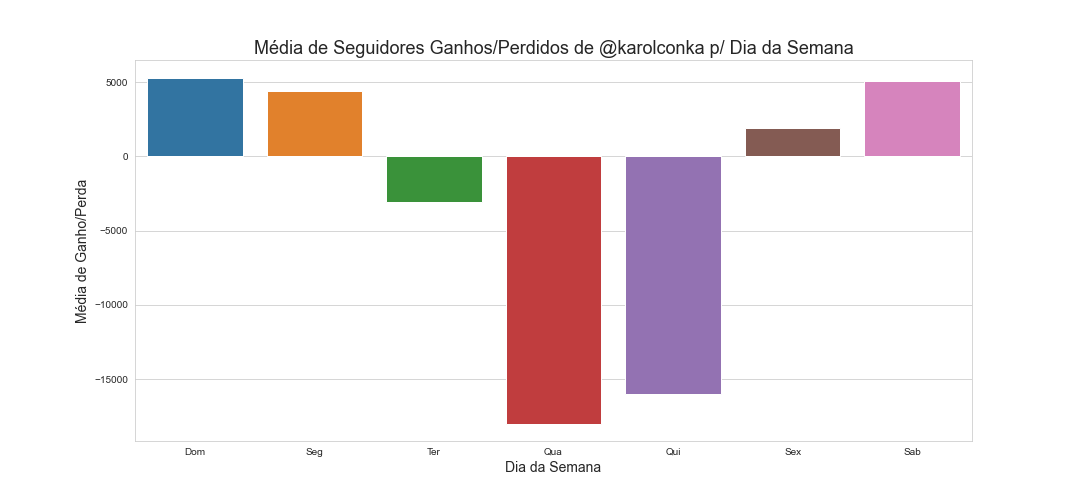 Média de Seguidores Ganhos/Perdidos de @karolconka p/ Dia da Semana
Média de Ganho/Perda
5000
0
−5000
−10000
−15000
Dom Seg Ter Qua Qui Sex Sab
Dia da Semana